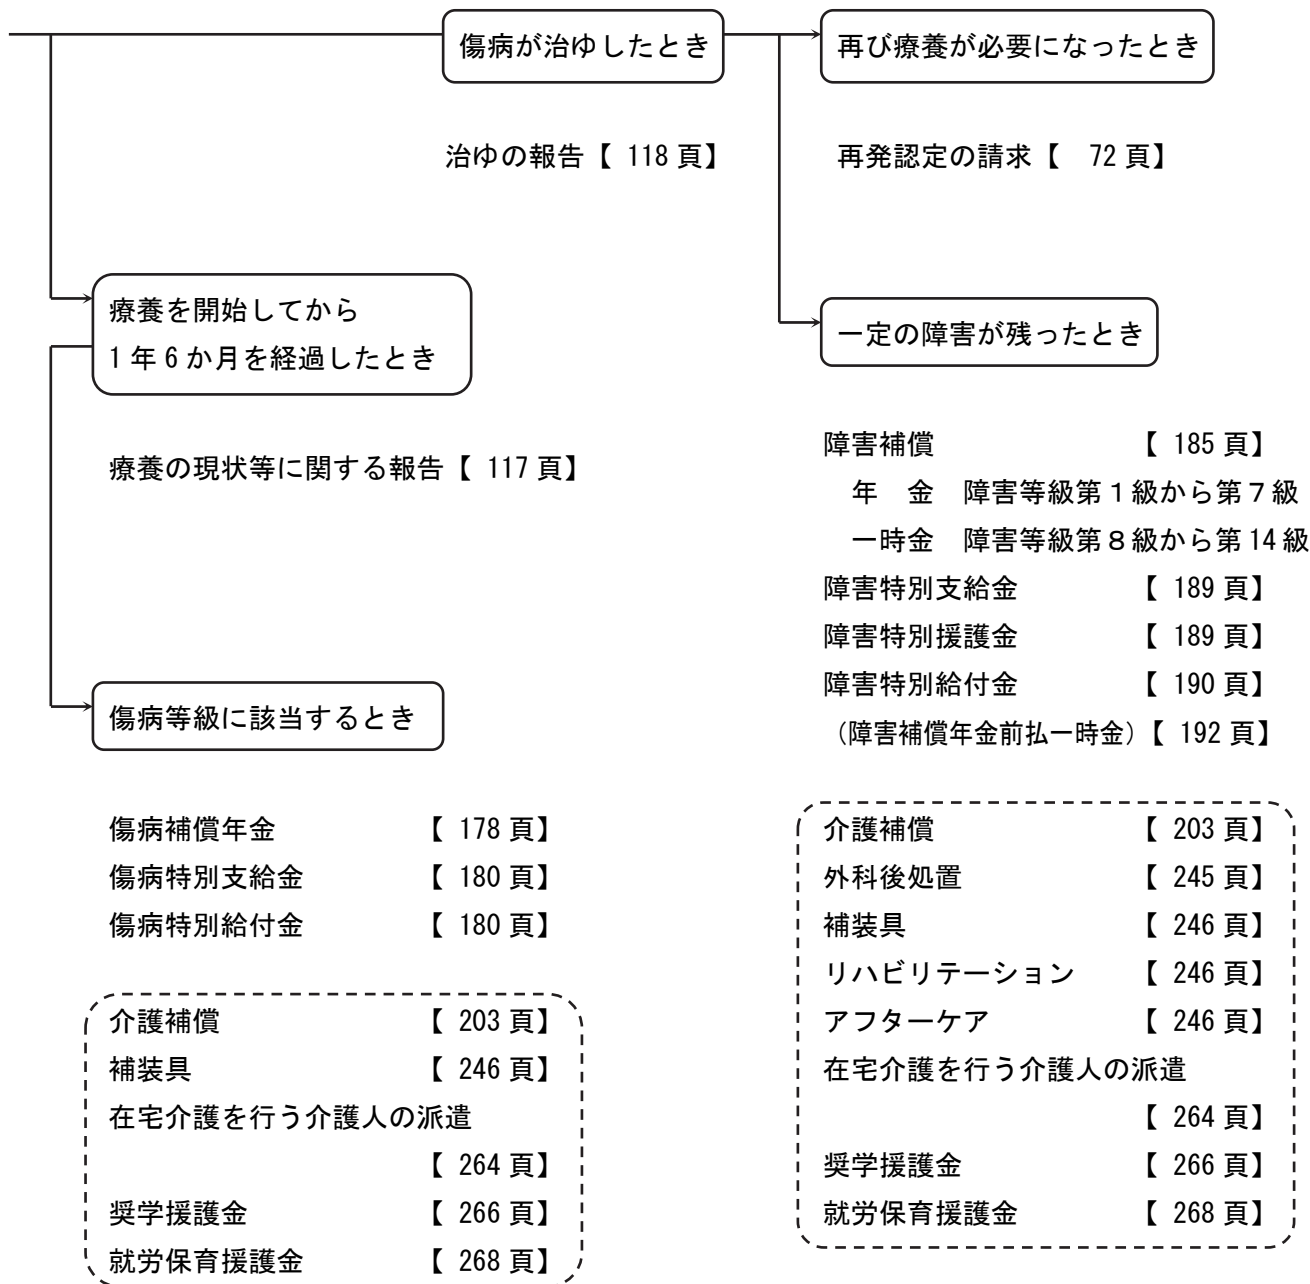 傷病が治ゆしたとき
再び療養が必要になったとき
治ゆの報告【 118 頁】
再発認定の請求【 72 頁】
療養を開始してから
1 年 6 か月を経過したとき
療養の現状等に関する報告【 117 頁】
傷病等級に該当するとき
傷病補償年金 【 178 頁】
傷病特別支給金 【 180 頁】
傷病特別給付金 【 180 頁】
介護補償 【 203 頁】
補装具 【 246 頁】
在宅介護を行う介護人の派遣
【 264 頁】
奨学援護金 【 266 頁】
就労保育援護金 【 268 頁】
一定の障害が残ったとき
障害補償 【 185 頁】
年 金 障害等級第 1 級から第 7 級
一時金 障害等級第 8 級から第 14 級
障害特別支給金 【 189 頁】
障害特別援護金 【 189 頁】
障害特別給付金 【 190 頁】
（障害補償年金前払一時金）【 192 頁】
介護補償 【 203 頁】
外科後処置 【 245 頁】
補装具 【 246 頁】
リハビリテーション 【 246 頁】
アフターケア 【 246 頁】
在宅介護を行う介護人の派遣
【 264 頁】
奨学援護金 【 266 頁】
就労保育援護金 【 268 頁】